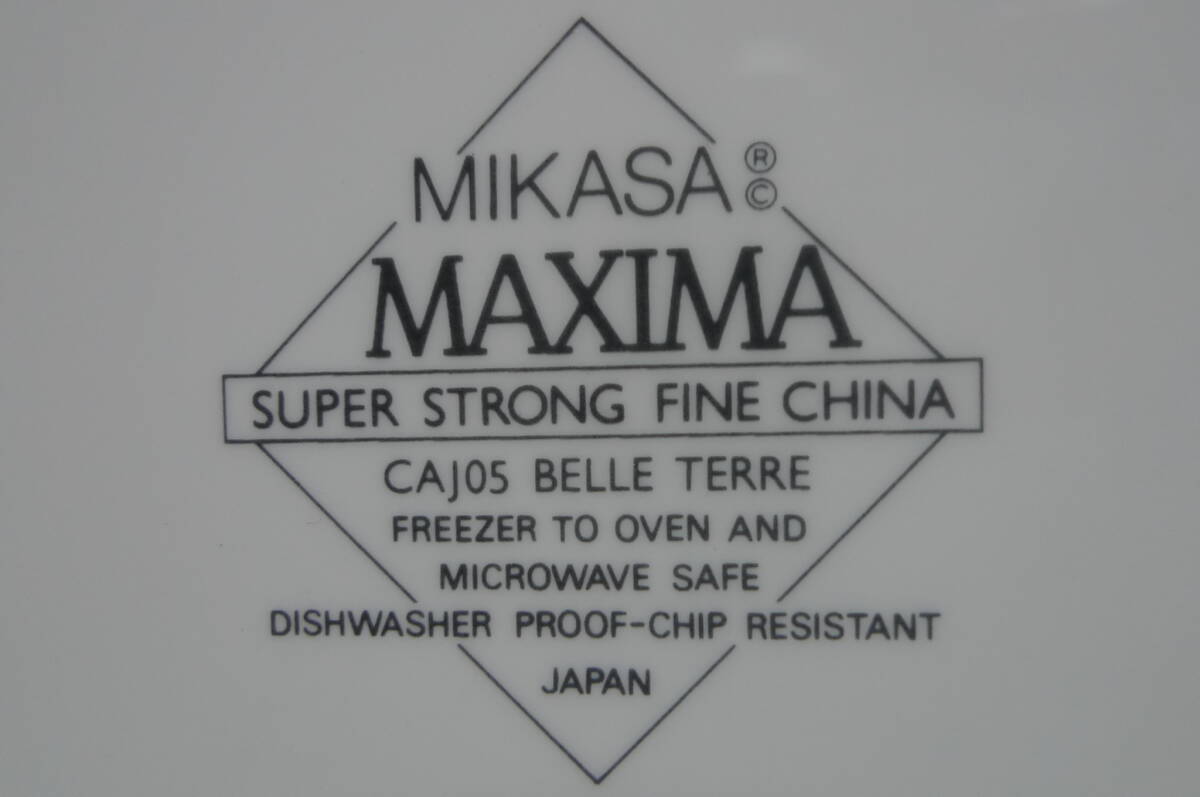 MIKASA ®
©
MAXIMA
SUPER STRONG FINE CHINA
CAJ05 BELLE TERRE
FREEZER TO OVEN AND
MICROWAVE SAFE
DISHWASHER PROOF-CHIP RESISTANT
JAPAN